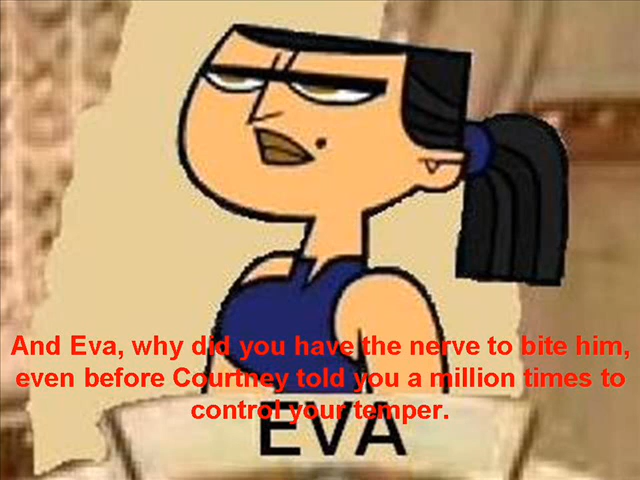 And Eva, why did you have the nerve to bite him,
even before Courtney told you a million times to
control your temper.
EVA